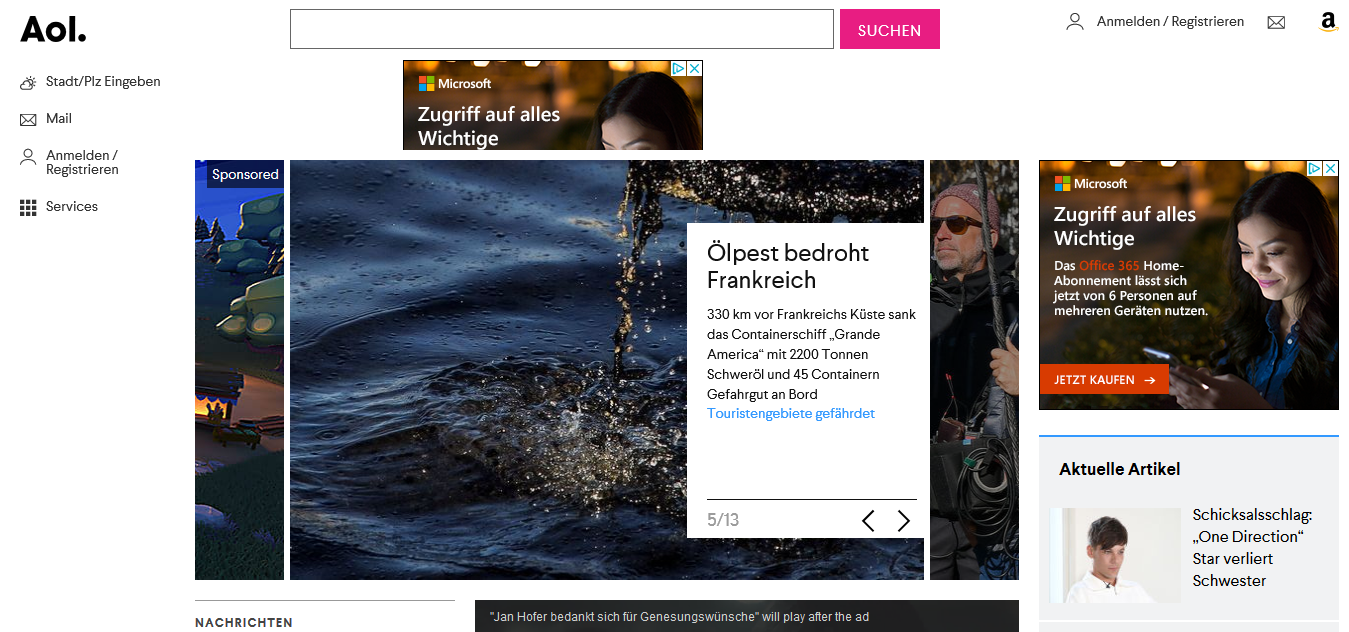 Aol.
SUCHEN
Anmelden / Registrieren
a
Stadt/Plz Eingeben
Mail
Anmelden /
Registrieren
Services
Microsoft
Zugriff auf alles
Wichtige
Sponsored
Ölpest bedroht
Frankreich
330 km vor Frankreichs Küste sank
das Containerschiff „Grande
America“ mit 2200 Tonnen
Schweröl und 45 Containern
Gefahrgut an Bord
Touristengebiete gefährdet
5/13
Microsoft
Zugriff auf alles
Wichtige
Das Office 365 Home-
Abonnement lässt sich
jetzt von 6 Personen auf
mehreren Geräten nutzen.
JETZT KAUFEN
Aktuelle Artikel
Schicksalsschlag:
„One Direction“
Star verliert
Schwester
NACHRICHTEN
"Jan Hofer bedankt sich für Genesungswünsche" will play after the ad